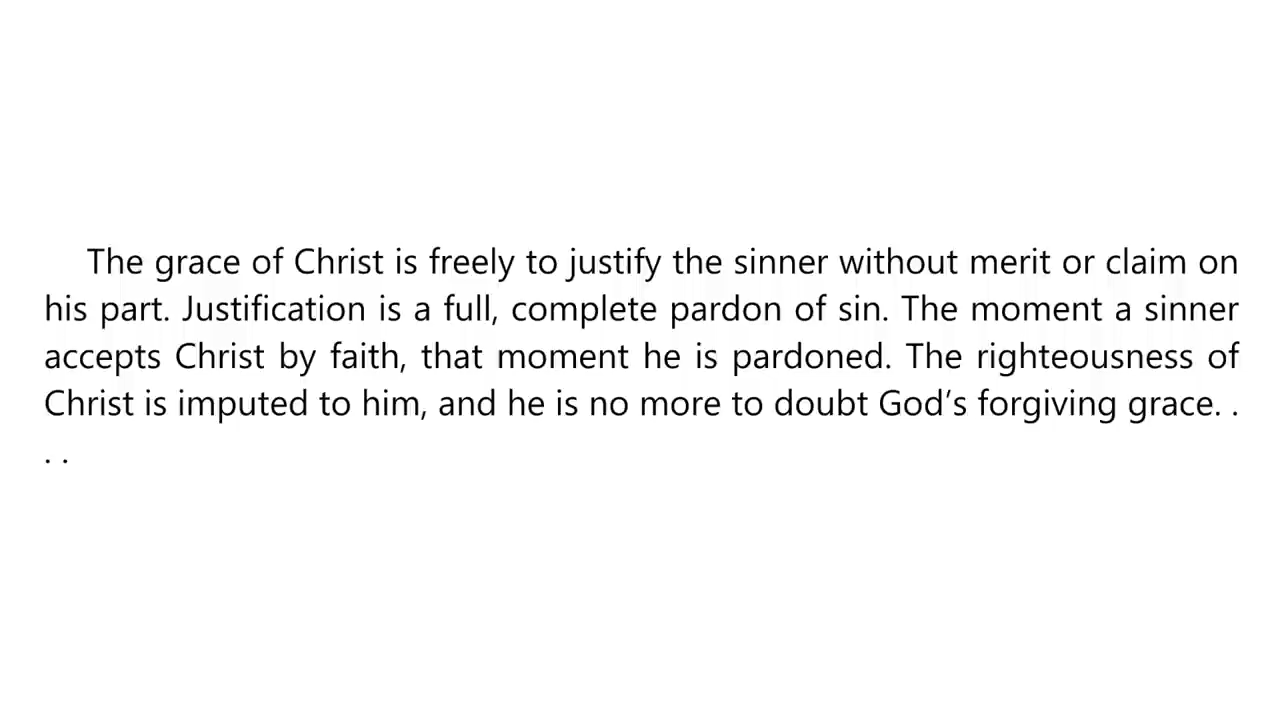 The grace of Christ is freely to justify the sinner without merit or claim on
his part. Justification is a full, complete pardon of sin. The moment a sinner
accepts Christ by faith, that moment he is pardoned. The righteousness of
Christ is imputed to him, and he is no more to doubt God’s forgiving grace. .
. .